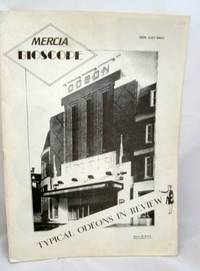 MERCIA
BIOSCOPE
ODEON
TYPICAL ODEONS IN REVIEW